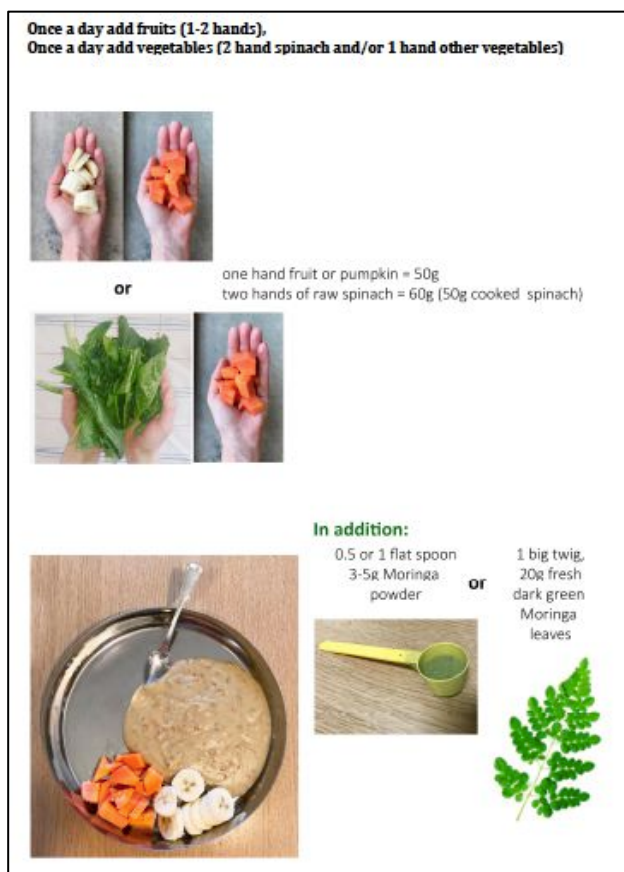 Once a day add fruits (1-2 hands),
Once a day add vegetables (2 hand spinach and/or 1 hand other vegetables)
one hand fruit or pumpkin = 50g
or
two hands of raw spinach = 60g (50g cooked spinach)
In addition:
0.5 or 1 flat spoon
3-5g Moringa
powder
or
1 big twig,
20g fresh
dark green
Moringa
leaves